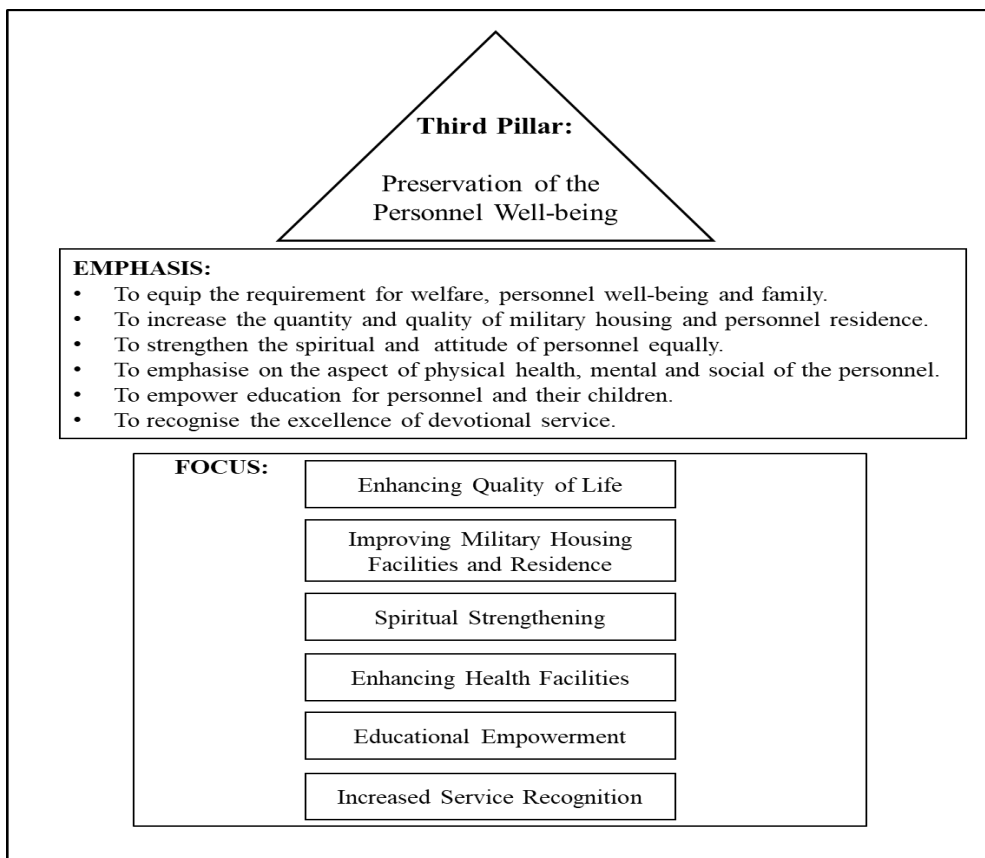 Third Pillar:
Preservation of the
Personnel Well-being
EMPHASIS:
• To equip the requirement for welfare, personnel well-being and family.
• To increase the quantity and quality of military housing and personnel residence.
• To strengthen the spiritual and attitude of personnel equally.
• To emphasise on the aspect of physical health, mental and social of the personnel.
• To empower education for personnel and their children.
• To recognise the excellence of devotional service.
FOCUS:
Enhancing Quality of Life
Improving Military Housing
Facilities and Residence
Spiritual Strengthening
Enhancing Health Facilities
Educational Empowerment
Increased Service Recognition